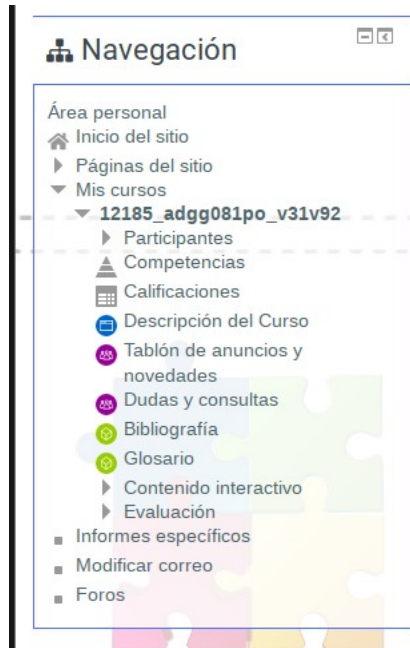 Navegación
Área personal
Inicio del sitio
Páginas del sitio
Mis cursos
12185_adgg081po_v31v92
Participantes
Competencias
Calificaciones
Descripción del Curso
Tablón de anuncios y
novedades
Dudas y consultas
Bibliografía
Glosario
Contenido interactivo
Evaluación
Informes específicos
Modificar correo
Foros